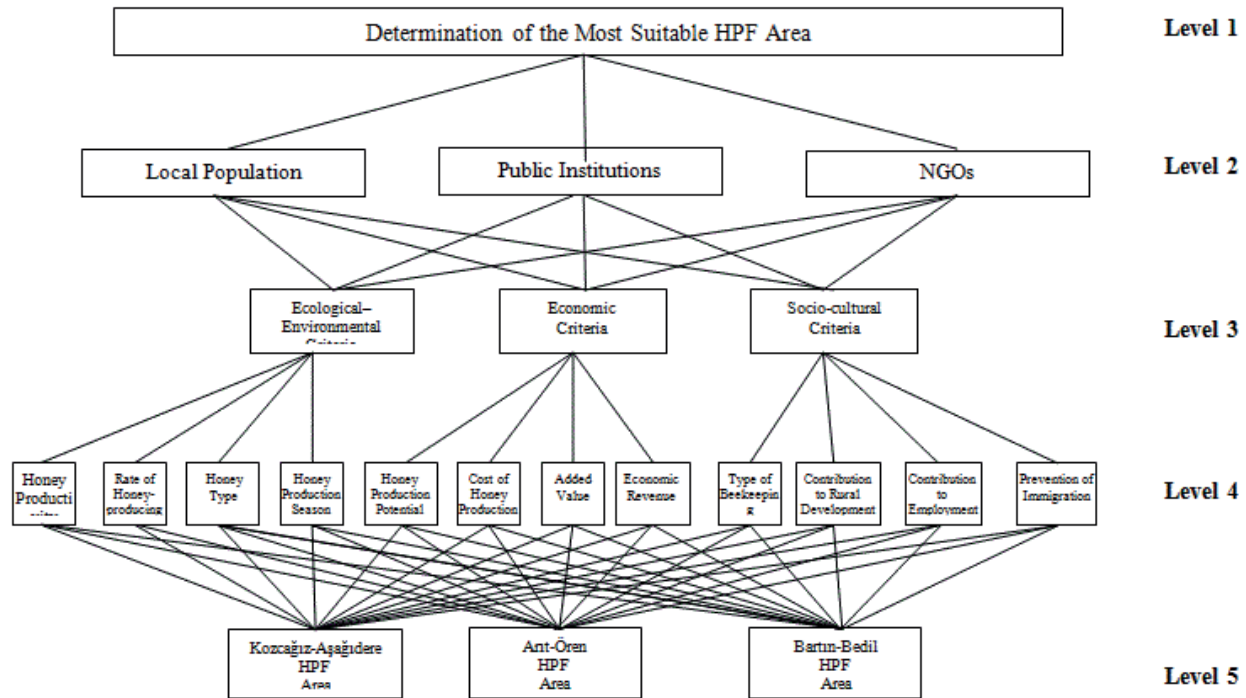 Determination of the Most Suitable HPF Area
Level 1
Local Population
Public Institutions
NGOs
Level 2
Ecological–
Environmental
Criteria
Economic
Criteria
Socio-cultural
Criteria
Level 3
Honey
Producti
Rate of
Honey-
producing
Honey
Type
Honey
Production
Season
Honey
Production
Potential
Cost of
Honey
Production
Added
Value
Economic
Revenue
Type of
Beekeepin
g
Contribution
to Rural
Development
Contribution
to
Employment
Prevention of
Immigration
Level 4
Kozcağız-Aşağıdere
HPF
Area
Arıt-Ören
HPF
Area
Bartın-Bedil
HPF
Area
Level 5